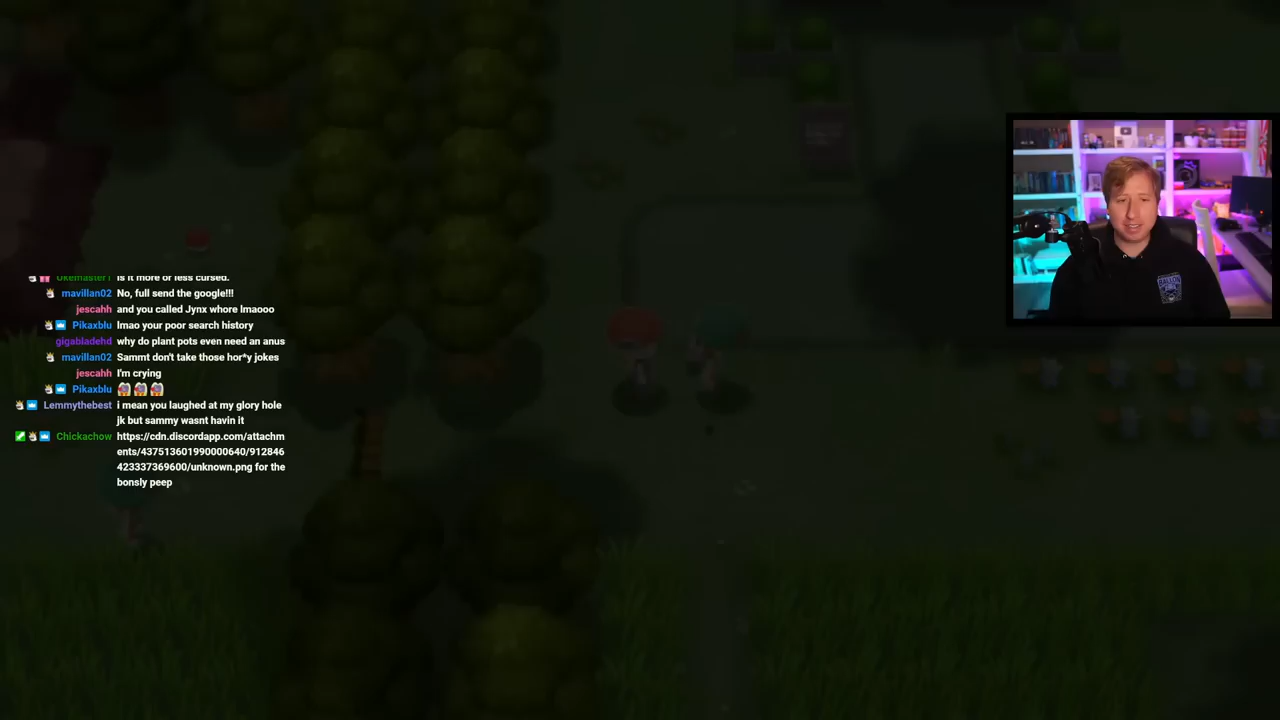 Okemaster1 is it more or less cursed.
mavillan02 No, full send the google!!!
jescahh and you called Jynx whore lmaooo
Pikaxblu lmao your poor search history
gigabladehd why do plant pots even need an anus
mavillan02 Sammt don't take those hor*y jokes
jescahh I'm crying
Pikaxblu
Lemmythebest i mean you laughed at my glory hole
jk but sammy wasnt havin it
Chickachow https://cdn.discordapp.com/attachm
ents/437513601990000640/912846
423337369600/unknown.png for the
bonsly peep